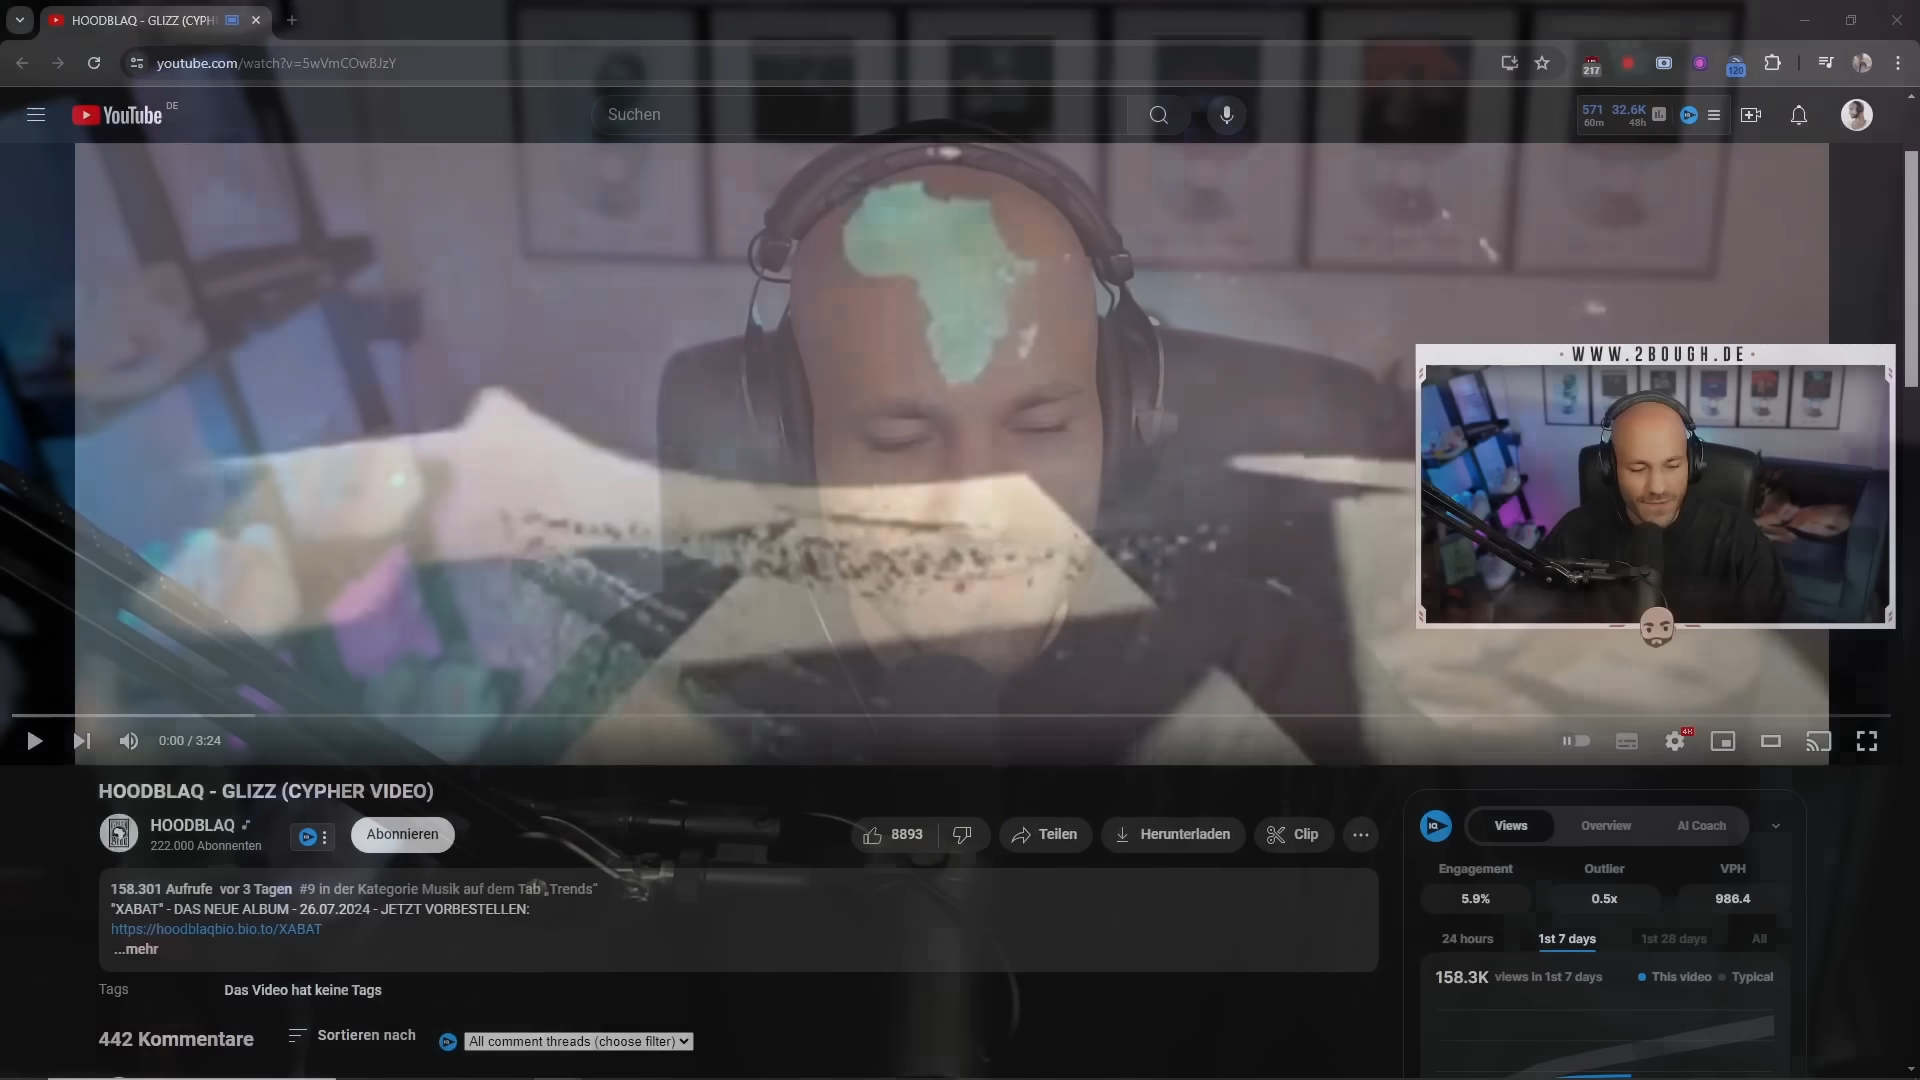 HOODBLAQ - GLIZZ (CYPH
youtube.com/watch?v=5wVmCOwBJzY
217
120
YouTube DE
Suchen
571 32.6K
60m 48h
WWW.2BOUGH.DE
0:00 / 3:24
4K
HOODBLAQ - GLIZZ (CYPHER VIDEO)
HOODBLAQ
222.000 Abonnenten
Abonnieren
8893
Teilen
Herunterladen
Clip
158.301 Aufrufe vor 3 Tagen #9 in der Kategorie Musik auf dem Tab „Trends“
"XABAT" - DAS NEUE ALBUM - 26.07.2024 - JETZT VORBESTELLEN:
https://hoodblaqbio.bio.to/XABAT
...mehr
Tags Das Video hat keine Tags
442 Kommentare
Sortieren nach
All comment threads (choose filter)
IQ
Views Overview AI Coach
Engagement Outlier VPH
5.9% 0.5x 986.4
24 hours 1st 7 days 1st 28 days All
158.3K views in 1st 7 days This video Typical